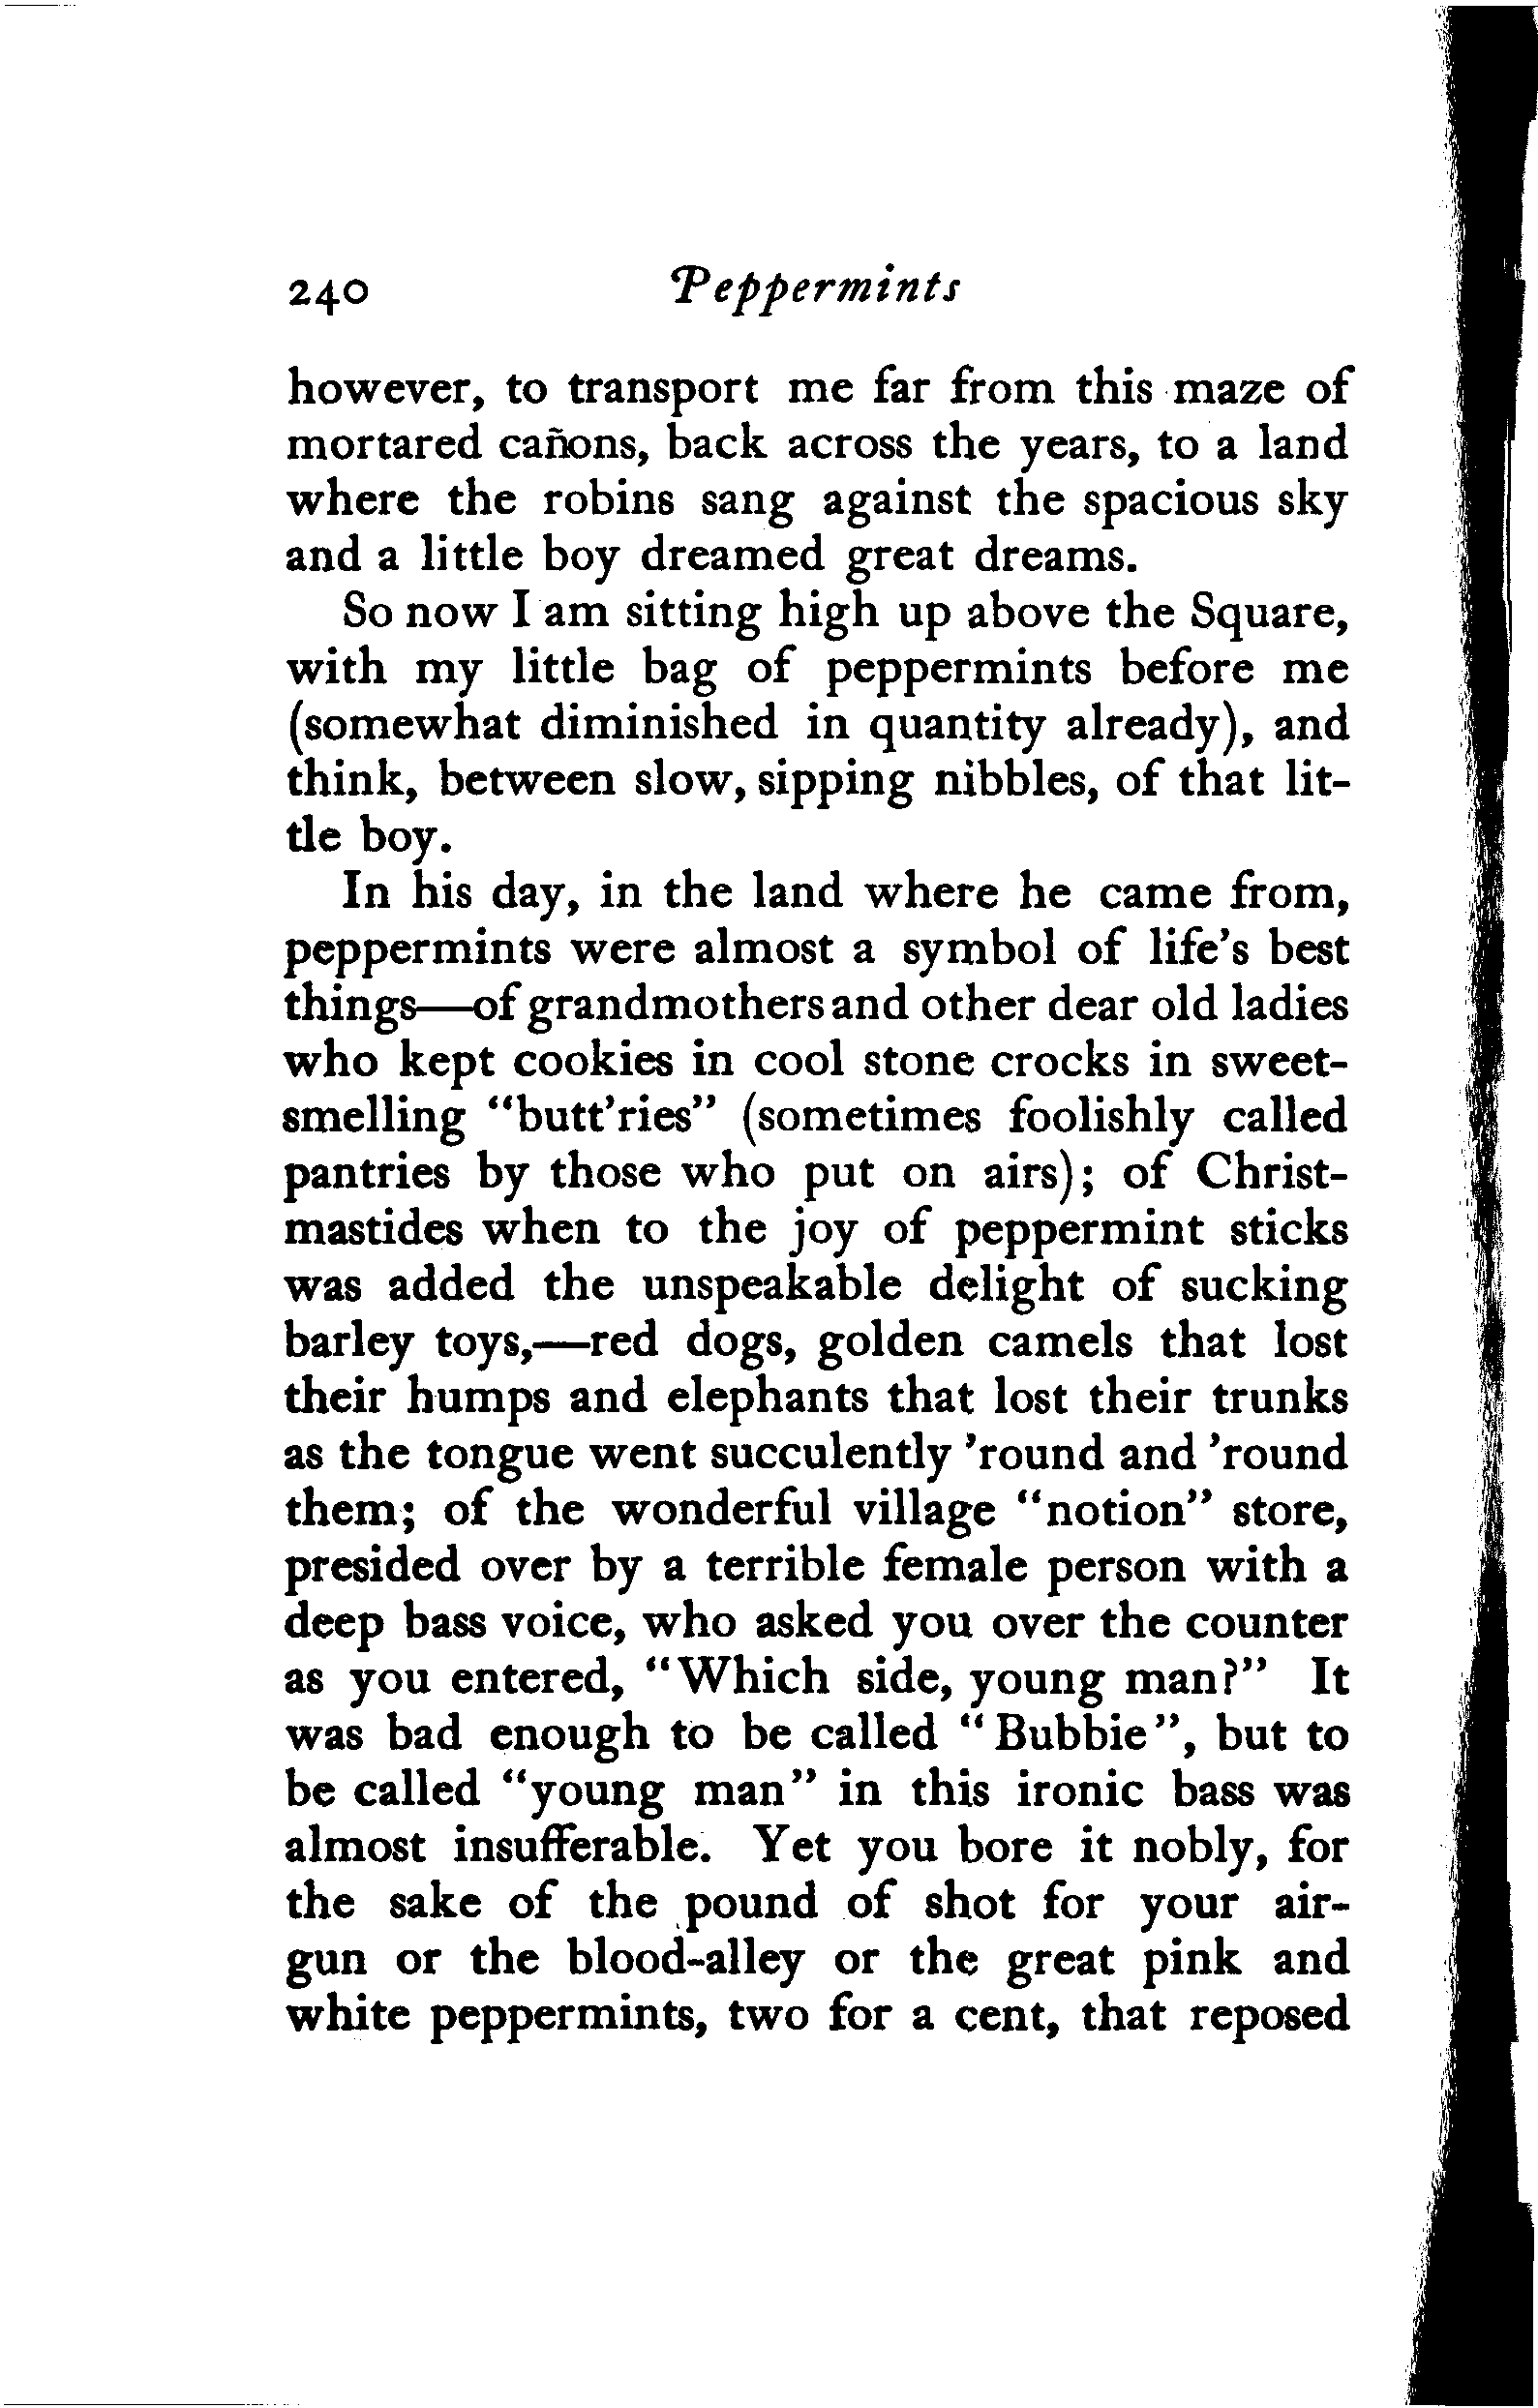 240 Peppermints
however, to transport me far from this maze of
mortared cañons, back across the years, to a land
where the robins sang against the spacious sky
and a little boy dreamed great dreams.
So now I am sitting high up above the Square,
with my little bag of peppermints before me
(somewhat diminished in quantity already), and
think, between slow, sipping nibbles, of that lit-
tle boy.
In his day, in the land where he came from,
peppermints were almost a symbol of life's best
things—of grandmothers and other dear old ladies
who kept cookies in cool stone crocks in sweet-
smelling "butt'ries" (sometimes foolishly called
pantries by those who put on airs); of Christ-
mastides when to the joy of peppermint sticks
was added the unspeakable delight of sucking
barley toys,—red dogs, golden camels that lost
their humps and elephants that lost their trunks
as the tongue went succulently 'round and 'round
them; of the wonderful village "notion" store,
presided over by a terrible female person with a
deep bass voice, who asked you over the counter
as you entered, "Which side, young man?" It
was bad enough to be called "Bubbie", but to
be called "young man" in this ironic bass was
almost insufferable. Yet you bore it nobly, for
the sake of the pound of shot for your air-
gun or the blood-alley or the great pink and
white peppermints, two for a cent, that reposed